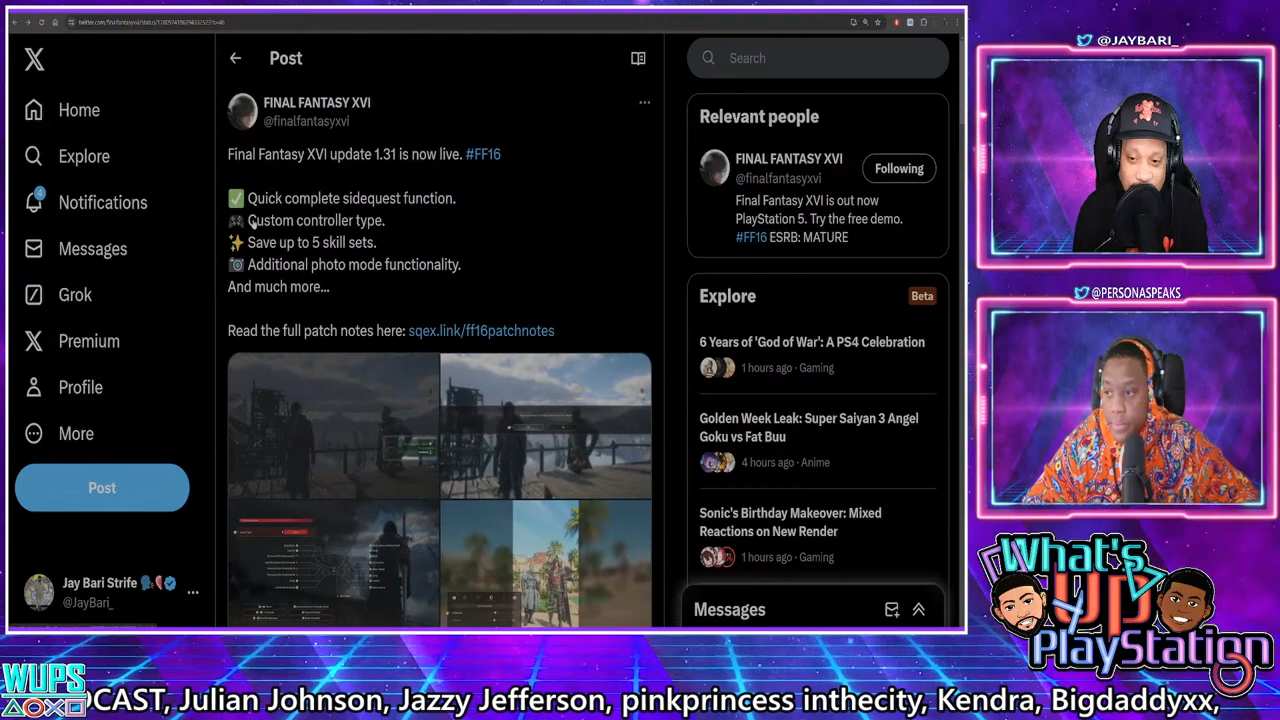 Post
FINAL FANTASY XVI
@finalfantasyxvi
Final Fantasy XVI update 1.31 is now live. #FF16
Quick complete sidequest function.
Custom controller type.
Save up to 5 skill sets.
Additional photo mode functionality.
And much more...
Read the full patch notes here: sqex.link/ff16patchnotes
Home
Explore
4
Notifications
Messages
Grok
Premium
Profile
More
Post
Jay Bari Strife
@JayBari_
Search
Relevant people
FINAL FANTASY XVI
@finalfantasyxvi
Following
Final Fantasy XVI is out now
PlayStation 5. Try the free demo.
#FF16 ESRB: MATURE
Explore
Beta
6 Years of 'God of War': A PS4 Celebration
1 hours ago · Gaming
Golden Week Leak: Super Saiyan 3 Angel
Goku vs Fat Buu
4 hours ago · Anime
Sonic's Birthday Makeover: Mixed
Reactions on New Render
1 hours ago · Gaming
Messages
@JAYBARI_
@PERSONASPEAKS
What's
UP
PlayStation
WUPS
CAST, Julian Johnson, Jazzy Jefferson, pinkprincess inthecity, Kendra, Bigdaddyxx,